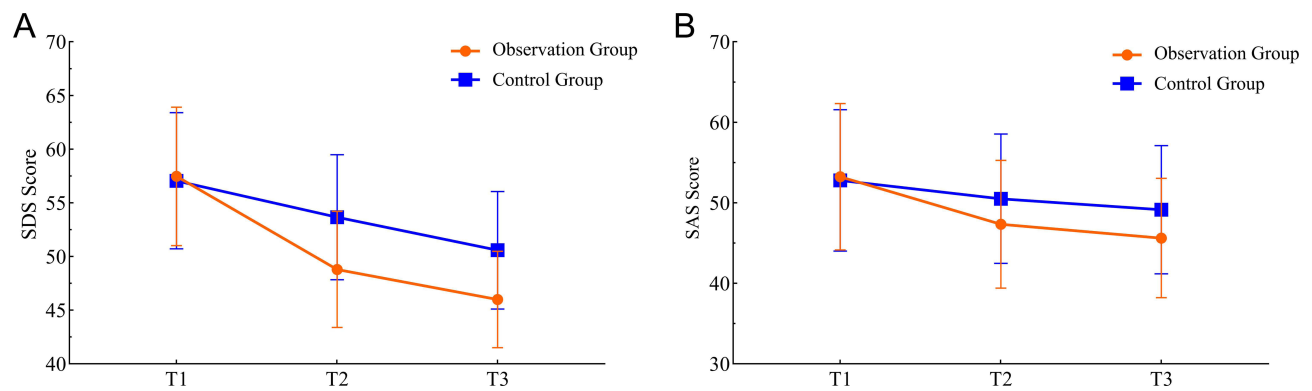 A
SDS Score
70
65
60
55
50
45
40
T1
T2
T3
Observation Group
Control Group
B
SAS Score
70
60
50
40
30
T1
T2
T3
Observation Group
Control Group